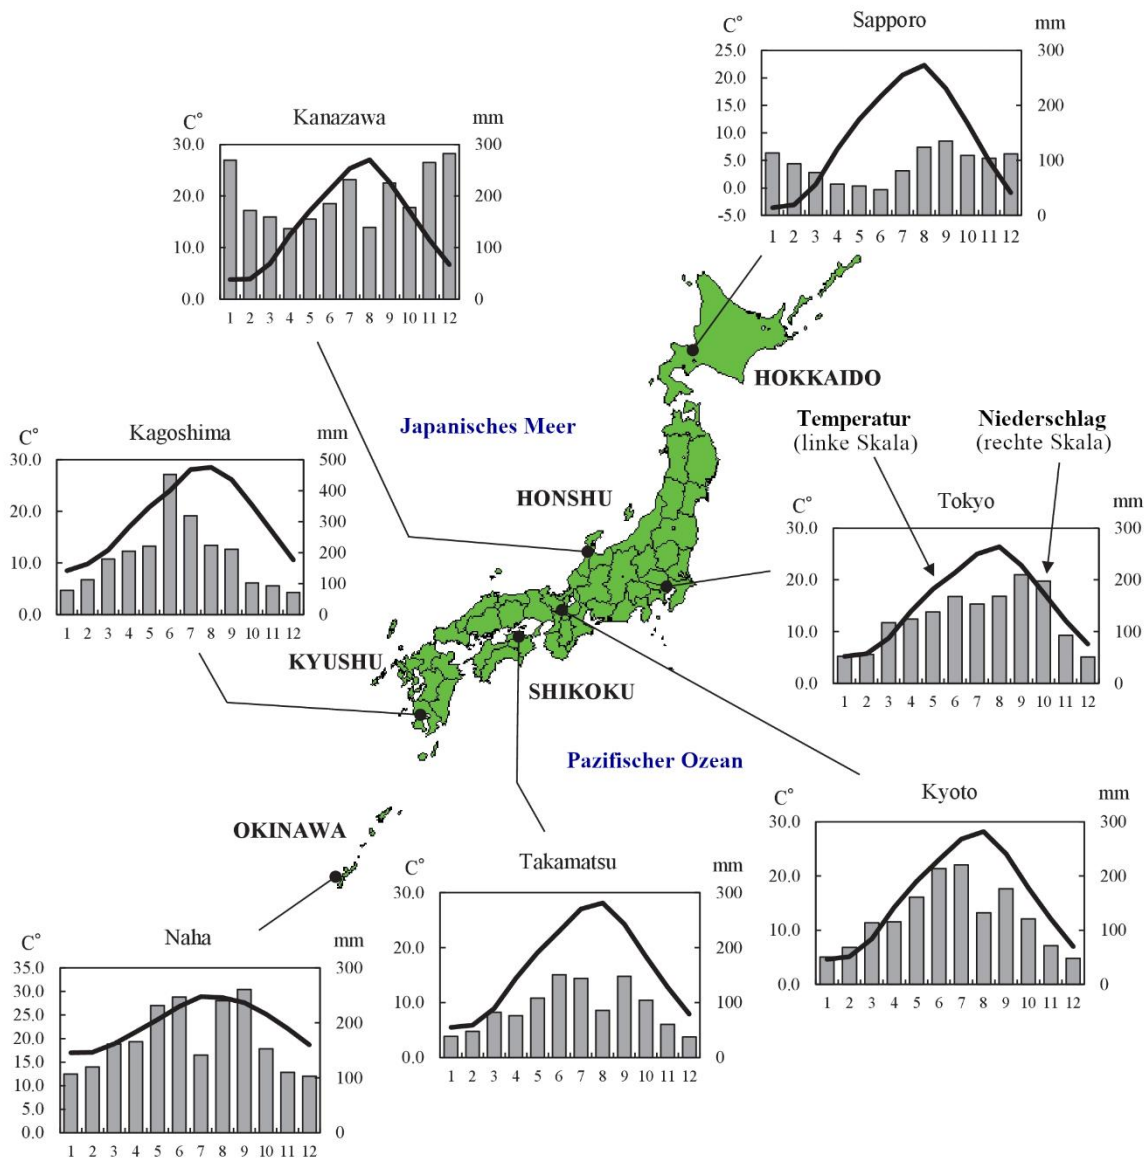 Sapporo
C° mm
25.0 300
20.0
15.0 200
10.0
5.0 100
0.0
-5.0 0
1 2 3 4 5 6 7 8 9 10 11 12
Kanazawa
C° mm
30.0 300
20.0 200
10.0 100
0.0 0
1 2 3 4 5 6 7 8 9 10 11 12
HOKKAIDO
Japanisches Meer
Temperatur
(linke Skala)
Niederschlag
(rechte Skala)
Kagoshima
C° mm
30.0 500
400
20.0 300
200
10.0 100
0.0 0
1 2 3 4 5 6 7 8 9 10 11 12
HONSHU
Tokyo
C° mm
30.0 300
20.0 200
10.0 100
0.0 0
1 2 3 4 5 6 7 8 9 10 11 12
KYUSHU
SHIKOKU
Pazifischer Ozean
Kyoto
C° mm
30.0 300
20.0 200
10.0 100
0.0 0
1 2 3 4 5 6 7 8 9 10 11 12
OKINAWA
Takamatsu
C° mm
30.0 300
20.0 200
10.0 100
0.0 0
1 2 3 4 5 6 7 8 9 10 11 12
Naha
C° mm
35.0 300
30.0
25.0 200
20.0
15.0
10.0 100
5.0
0.0 0
1 2 3 4 5 6 7 8 9 10 11 12